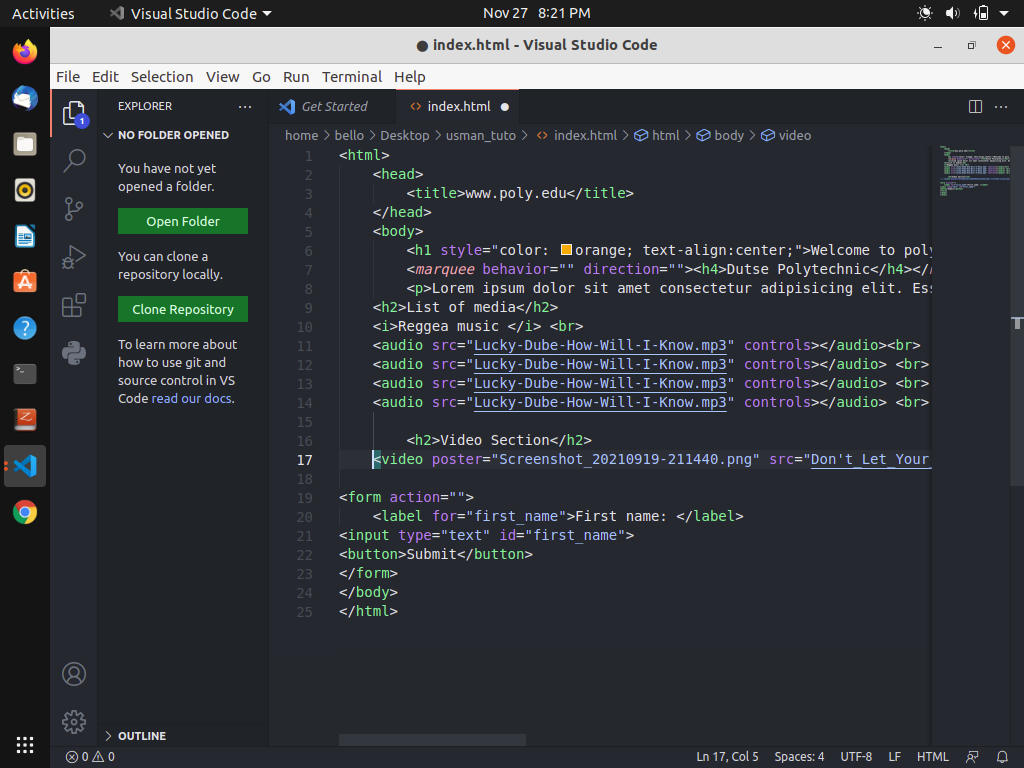 Activities Visual Studio Code Nov 27 8:21 PM
● index.html - Visual Studio Code
File Edit Selection View Go Run Terminal Help
EXPLORER ··· Get Started <> index.html ●
1
NO FOLDER OPENED
home > bello > Desktop > usman_tuto > <> index.html > html > body > video
You have not yet
opened a folder.
Open Folder
You can clone a
repository locally.
Clone Repository
To learn more about
how to use git and
source control in VS
Code read our docs.
OUTLINE
1 <html>
2 <head>
3 <title>www.poly.edu</title>
4 </head>
5 <body>
6 <h1 style="color: orange; text-align:center;">Welcome to poly
7 <marquee behavior="" direction=""><h4>Dutse Polytechnic</h4></
8 <p>Lorem ipsum dolor sit amet consectetur adipisicing elit. Ess
9 <h2>List of media</h2>
10 <i>Reggea music </i> <br>
11 <audio src="Lucky-Dube-How-Will-I-Know.mp3" controls></audio><br>
12 <audio src="Lucky-Dube-How-Will-I-Know.mp3" controls></audio> <br>
13 <audio src="Lucky-Dube-How-Will-I-Know.mp3" controls></audio> <br>
14 <audio src="Lucky-Dube-How-Will-I-Know.mp3" controls></audio> <br>
15
16 <h2>Video Section</h2>
17 <video poster="Screenshot_20210919-211440.png" src="Don't_Let_Your_
18
19 <form action="">
20 <label for="first_name">First name: </label>
21 <input type="text" id="first_name">
22 <button>Submit</button>
23 </form>
24 </body>
25 </html>
0 0 Ln 17, Col 5 Spaces: 4 UTF-8 LF HTML